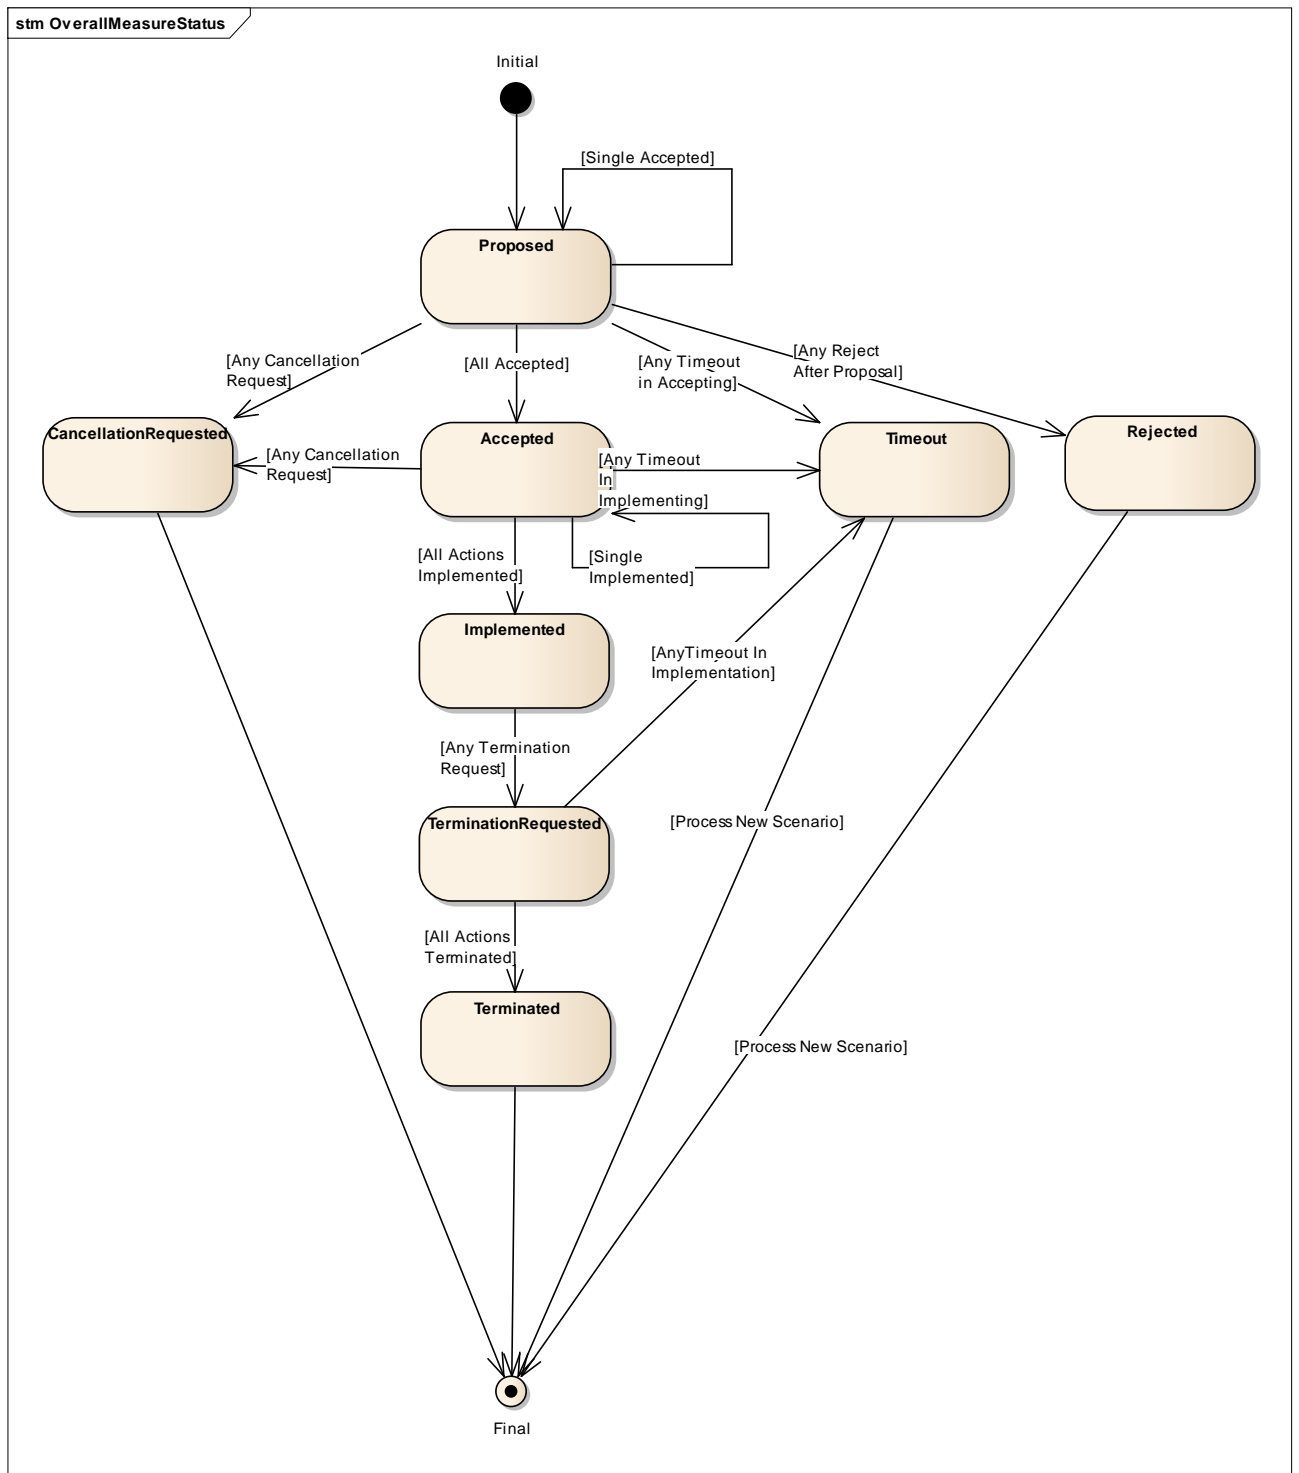 stm OverallMeasureStatus
Initial
[Single Accepted]
Proposed
[Any Cancellation
Request]
[All Accepted]
[Any Timeout
in Accepting]
[Any Reject
After Proposal]
CancellationRequested
[Any Cancellation
Request]
Accepted
[Any Timeout
In
Implementing]
Timeout
Rejected
[All Actions
Implemented]
[Single
Implemented]
Implemented
[AnyTimeout In
Implementation]
[Any Termination
Request]
TerminationRequested
[Process New Scenario]
[All Actions
Terminated]
Terminated
[Process New Scenario]
Final